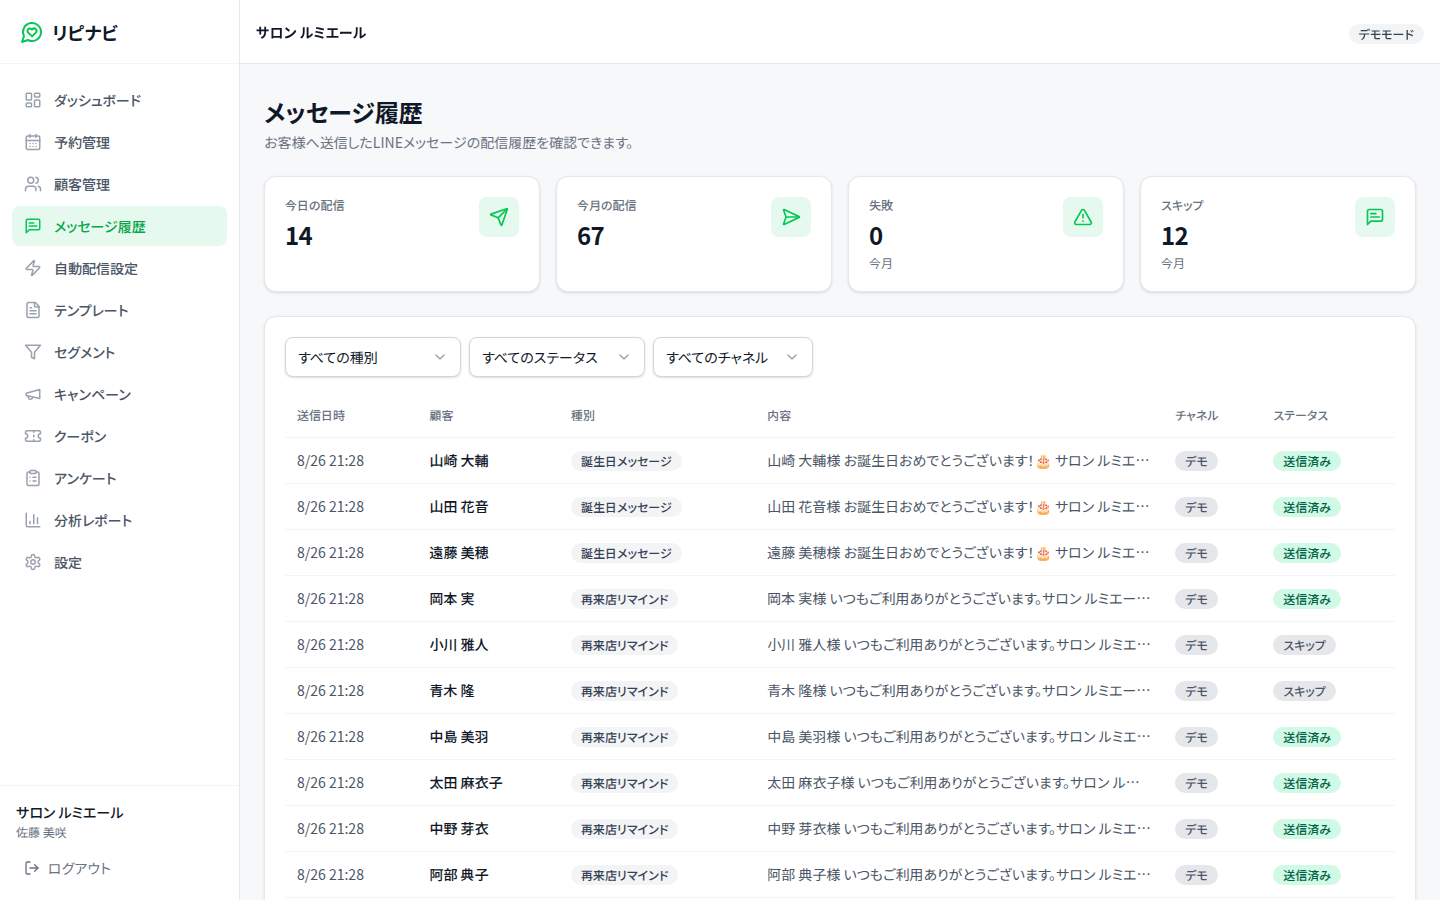 リピナビ
サロン ルミエール
デモモード
ダッシュボード
予約管理
顧客管理
メッセージ履歴
自動配信設定
テンプレート
セグメント
キャンペーン
クーポン
アンケート
分析レポート
設定
サロン ルミエール
佐藤 美咲
ログアウト
メッセージ履歴
お客様へ送信したLINEメッセージの配信履歴を確認できます。
今日の配信
14
今月の配信
67
失敗
0
今月
スキップ
12
今月
すべての種別 すべてのステータス すべてのチャネル
送信日時 顧客 種別 内容 チャネル ステータス
8/26 21:28 山崎 大輔 誕生日メッセージ 山崎 大輔様 お誕生日おめでとうございます!🎂 サロン ルミエ… デモ 送信済み
8/26 21:28 山田 花音 誕生日メッセージ 山田 花音様 お誕生日おめでとうございます!🎂 サロン ルミエ… デモ 送信済み
8/26 21:28 遠藤 美穂 誕生日メッセージ 遠藤 美穂様 お誕生日おめでとうございます!🎂 サロン ルミエ… デモ 送信済み
8/26 21:28 岡本 実 再来店リマインド 岡本 実様 いつもご利用ありがとうございます。サロン ルミエー… デモ 送信済み
8/26 21:28 小川 雅人 再来店リマインド 小川 雅人様 いつもご利用ありがとうございます。サロン ルミエ… デモ スキップ
8/26 21:28 青木 隆 再来店リマインド 青木 隆様 いつもご利用ありがとうございます。サロン ルミエー… デモ スキップ
8/26 21:28 中島 美羽 再来店リマインド 中島 美羽様 いつもご利用ありがとうございます。サロン ルミエ… デモ 送信済み
8/26 21:28 太田 麻衣子 再来店リマインド 太田 麻衣子様 いつもご利用ありがとうございます。サロン ル… デモ 送信済み
8/26 21:28 中野 芽衣 再来店リマインド 中野 芽衣様 いつもご利用ありがとうございます。サロン ルミエ… デモ 送信済み
8/26 21:28 阿部 典子 再来店リマインド 阿部 典子様 いつもご利用ありがとうございます。サロン ルミエ… デモ 送信済み